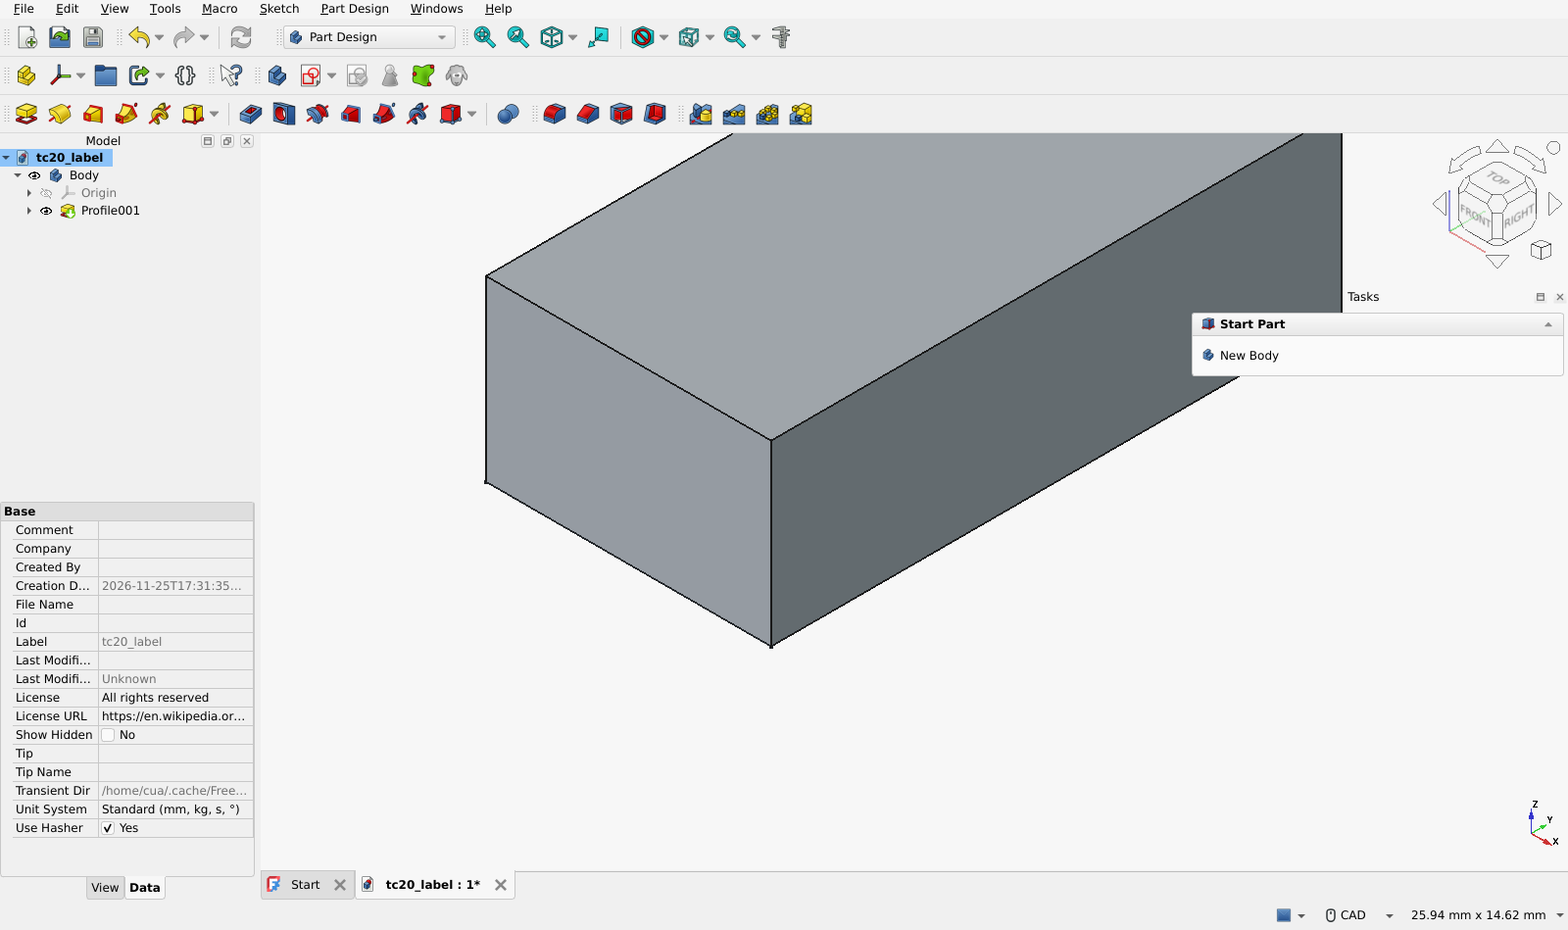 File Edit View Tools Macro Sketch Part Design Windows Help
Part Design
Model
tc20_label
Body
Origin
Profile001
TOP
FRONT RIGHT
Tasks
Start Part
New Body
Base
Comment
Company
Created By
Creation D... 2026-11-25T17:31:35...
File Name
Id
Label tc20_label
Last Modifi...
Last Modifi... Unknown
License All rights reserved
License URL https://en.wikipedia.or...
Show Hidden No
Tip
Tip Name
Transient Dir /home/cua/.cache/Free...
Unit System Standard (mm, kg, s, °)
Use Hasher Yes
View Data
Z
Y
X
Start tc20_label : 1*
CAD 25.94 mm x 14.62 mm